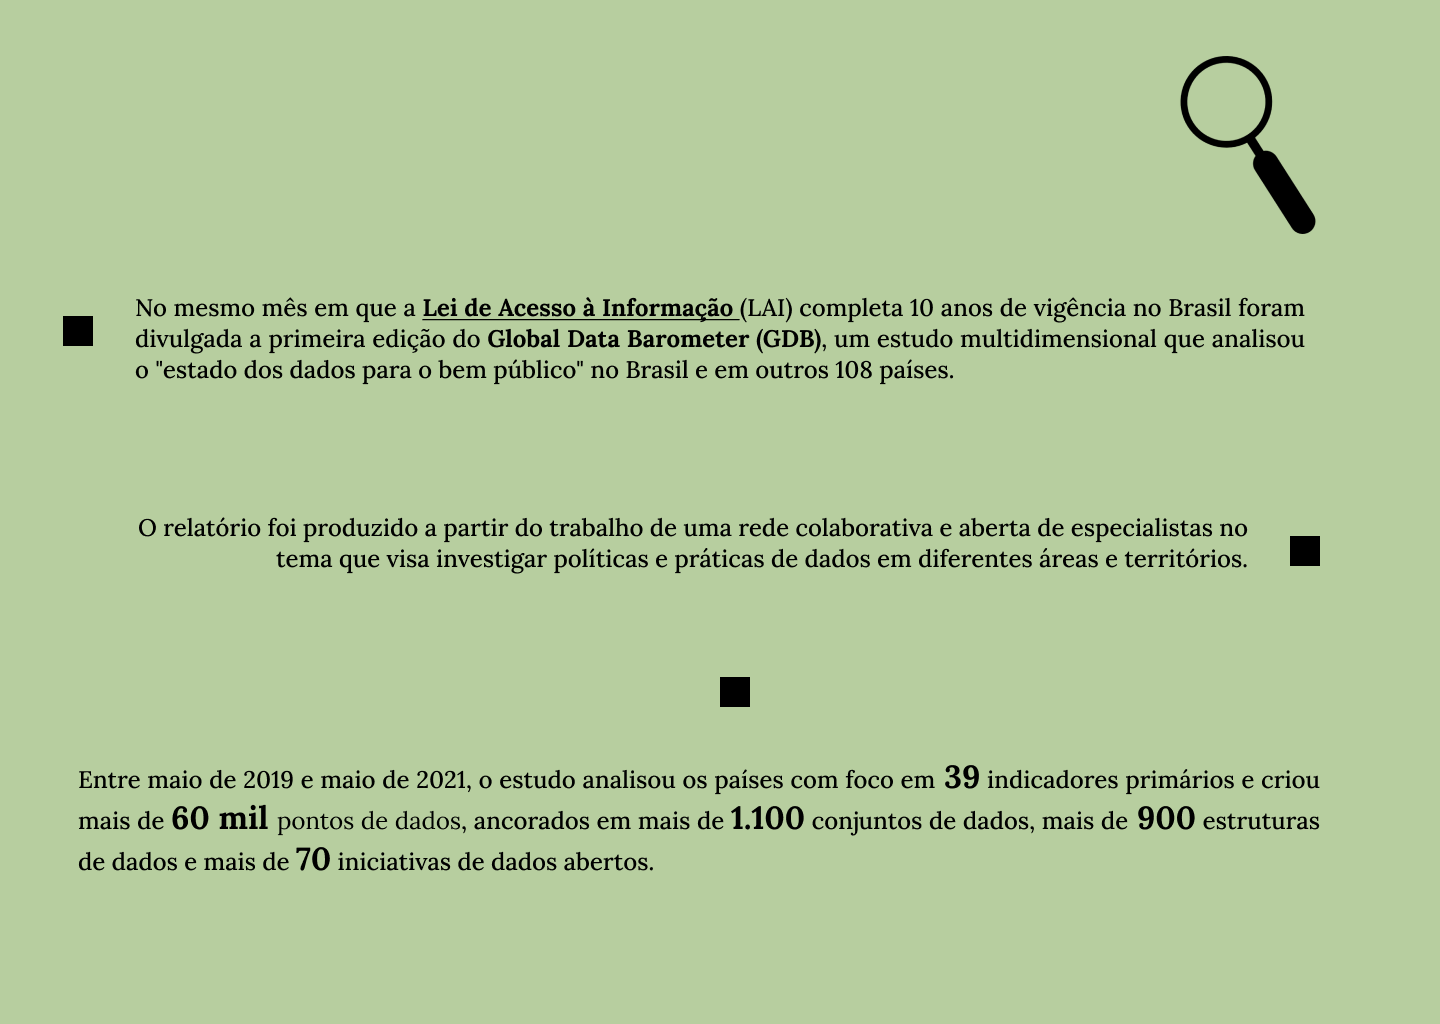 No mesmo mês em que a Lei de Acesso à Informação (LAI) completa 10 anos de vigência no Brasil foram
divulgada a primeira edição do Global Data Barometer (GDB), um estudo multidimensional que analisou
o "estado dos dados para o bem público" no Brasil e em outros 108 países.
O relatório foi produzido a partir do trabalho de uma rede colaborativa e aberta de especialistas no
tema que visa investigar políticas e práticas de dados em diferentes áreas e territórios.
Entre maio de 2019 e maio de 2021, o estudo analisou os países com foco em 39 indicadores primários e criou
mais de 60 mil pontos de dados, ancorados em mais de 1.100 conjuntos de dados, mais de 900 estruturas
de dados e mais de 70 iniciativas de dados abertos.